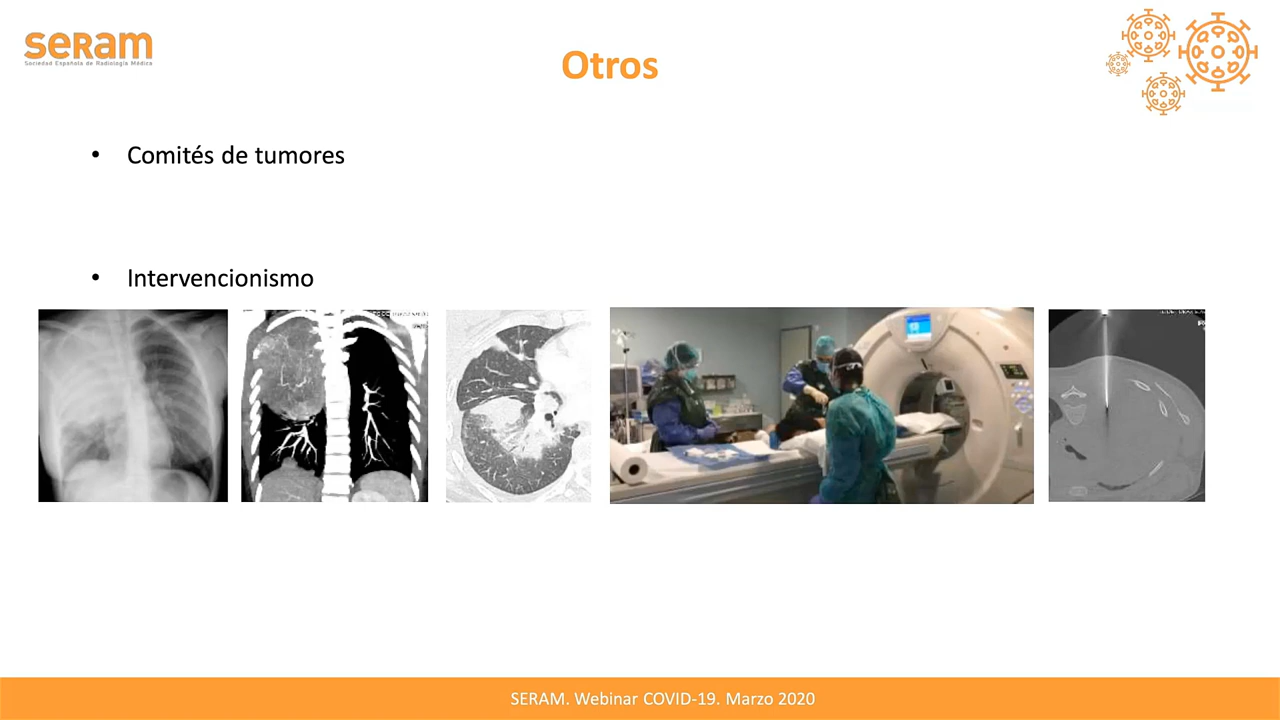 seRam
Sociedad Española de Radiología Médica
Otros
• Comités de tumores
• Intervencionismo
SERAM. Webinar COVID-19. Marzo 2020